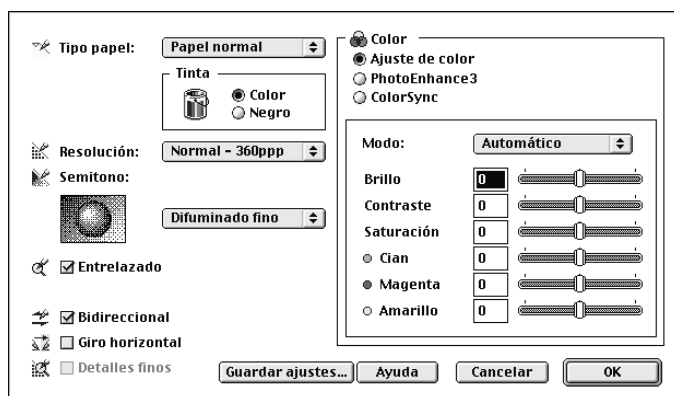 Tipo papel:
Papel normal
Tinta
Color
Negro
Resolución:
Normal - 360ppp
Semitono:
Difuminado fino
Entrelazado
Bidireccional
Giro horizontal
Detalles finos
Color
Ajuste de color
PhotoEnhance3
ColorSync
Modo:
Automático
Brillo 0
Contraste 0
Saturación 0
Cian 0
Magenta 0
Amarillo 0
Guardar ajustes... Ayuda Cancelar OK